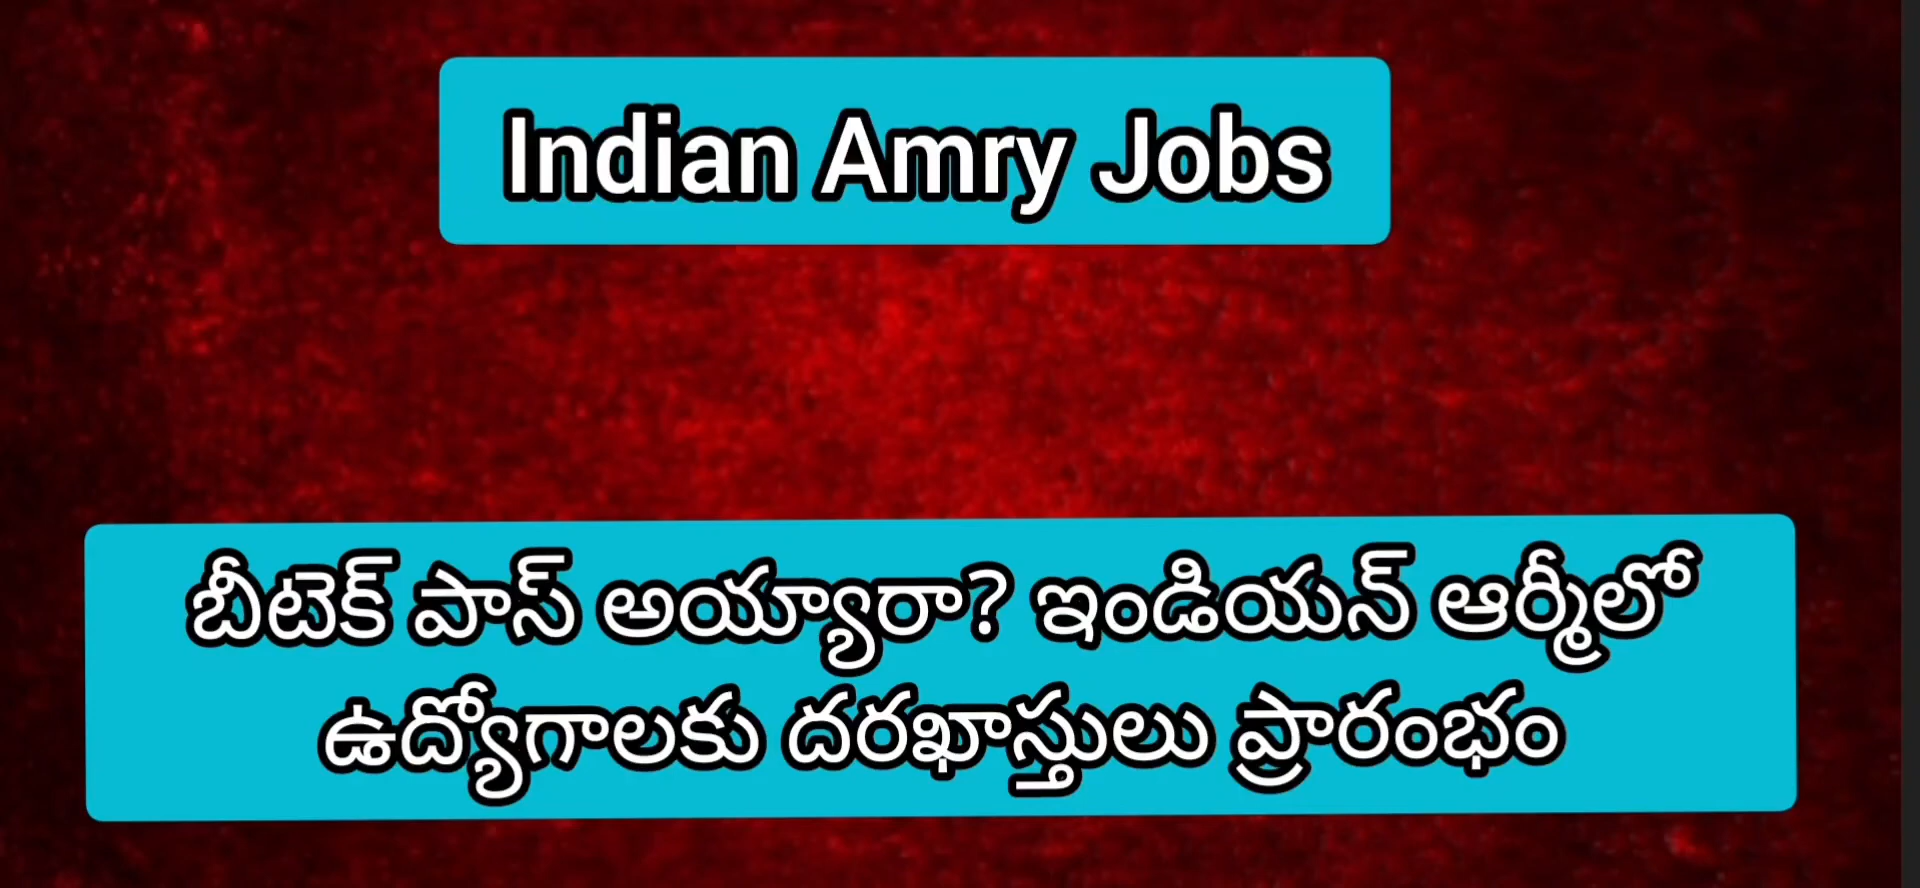 Indian Amry Jobs
బీటెక్ పాస్ అయ్యారా? ఇండియన్ ఆర్మీలో
ఉద్యోగాలకు దరఖాస్తులు ప్రారంభం